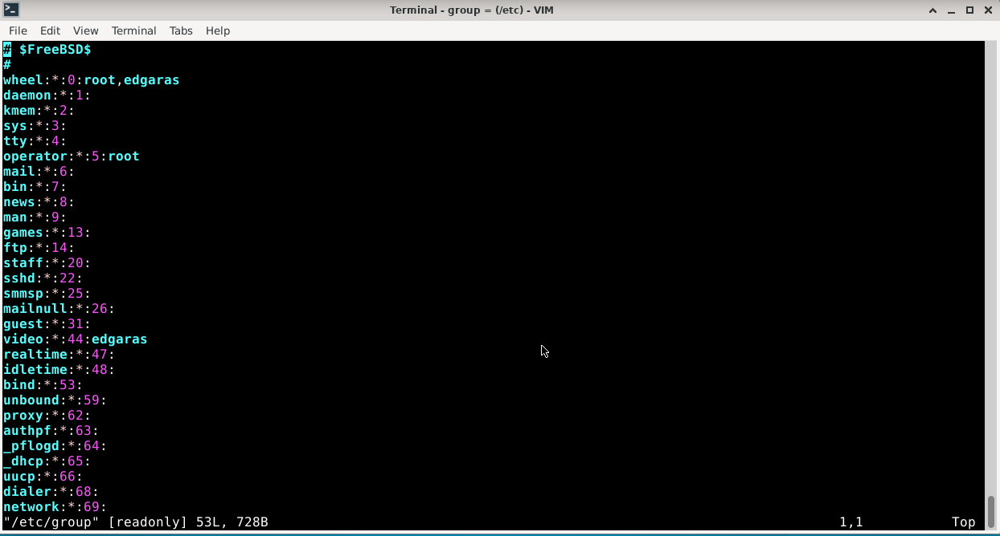 Terminal - group = (/etc) - VIM
File Edit View Terminal Tabs Help
# $FreeBSD$
#
wheel:*:0:root,edgaras
daemon:*:1:
kmem:*:2:
sys:*:3:
tty:*:4:
operator:*:5:root
mail:*:6:
bin:*:7:
news:*:8:
man:*:9:
games:*:13:
ftp:*:14:
staff:*:20:
sshd:*:22:
smmsp:*:25:
mailnull:*:26:
guest:*:31:
video:*:44:edgaras
realtime:*:47:
idletime:*:48:
bind:*:53:
unbound:*:59:
proxy:*:62:
authpf:*:63:
_pflogd:*:64:
_dhcp:*:65:
uucp:*:66:
dialer:*:68:
network:*:69:
"/etc/group" [readonly] 53L, 728B 1,1 Top